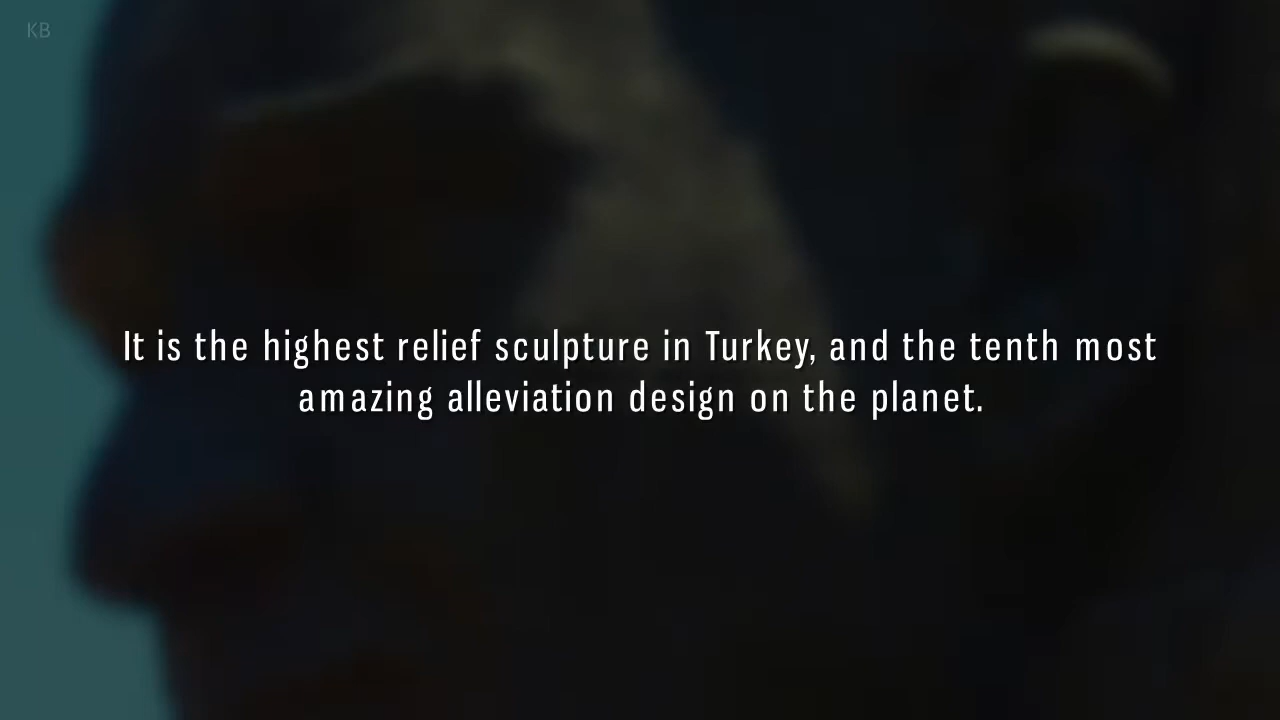 KB
It is the highest relief sculpture in Turkey, and the tenth most
amazing alleviation design on the planet.